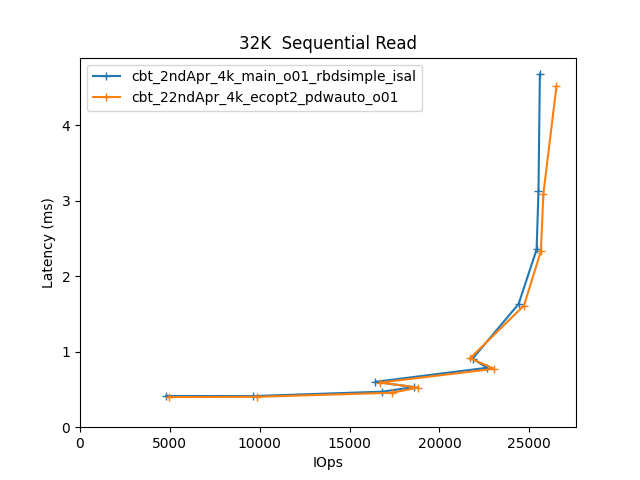 32K  Sequential Read
cbt_2ndApr_4k_main_o01_rbdsimple_isal
cbt_22ndApr_4k_ecopt2_pdwauto_o01
Latency (ms)
4
3
2
1
0
0 5000 10000 15000 20000 25000
IOps